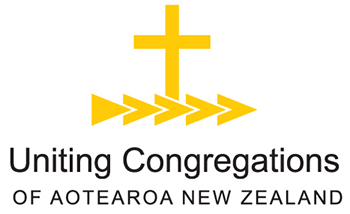 Uniting Congregations
OF AOTEAROA NEW ZEALAND